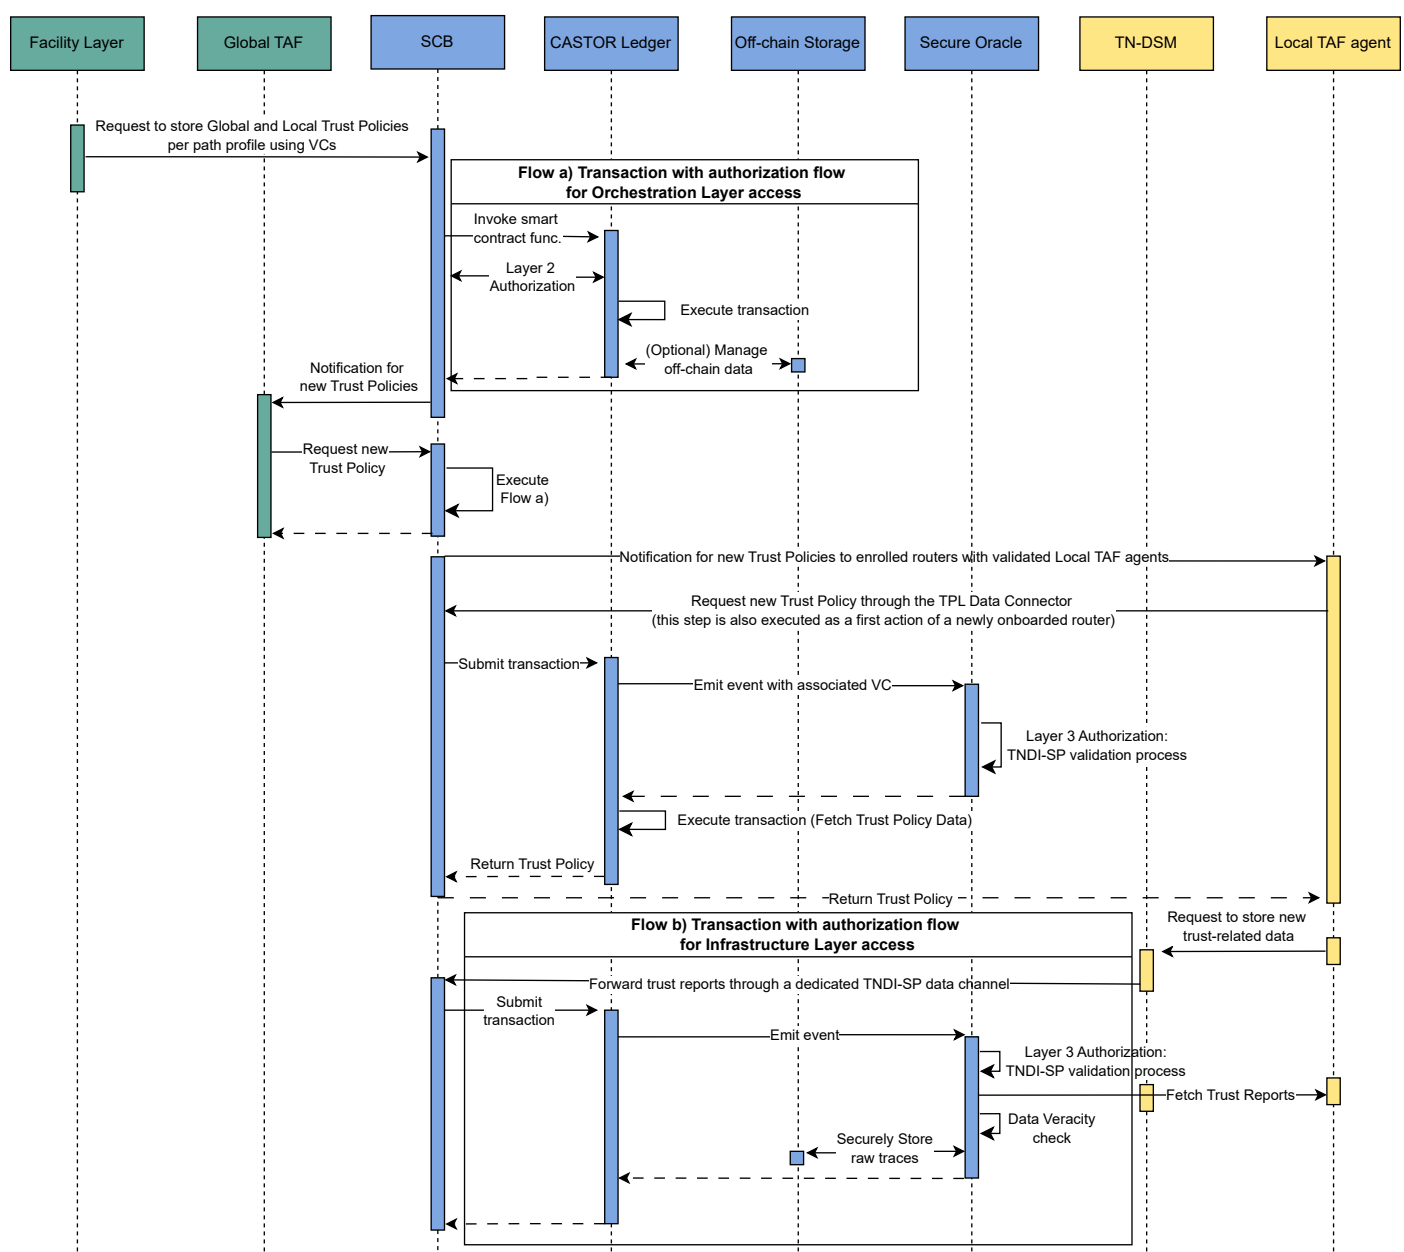 Facility Layer
Global TAF
SCB
CASTOR Ledger
Off-chain Storage
Secure Oracle
TN-DSM
Local TAF agent
Request to store Global and Local Trust Policies
per path profile using VCs
Flow a) Transaction with authorization flow
for Orchestration Layer access
Invoke smart
contract func.
Layer 2
Authorization
Execute transaction
(Optional) Manage
off-chain data
Notification for
new Trust Policies
Request new
Trust Policy
Execute
Flow a)
Notification for new Trust Policies to enrolled routers with validated Local TAF agents
Request new Trust Policy through the TPL Data Connector
(this step is also executed as a first action of a newly onboarded router)
Submit transaction
Emit event with associated VC
Layer 3 Authorization:
TNDI-SP validation process
Execute transaction (Fetch Trust Policy Data)
Return Trust Policy
Return Trust Policy
Flow b) Transaction with authorization flow
for Infrastructure Layer access
Request to store new
trust-related data
Forward trust reports through a dedicated TNDI-SP data channel
Submit
transaction
Emit event
Layer 3 Authorization:
TNDI-SP validation process
Fetch Trust Reports
Data Veracity
check
Securely Store
raw traces